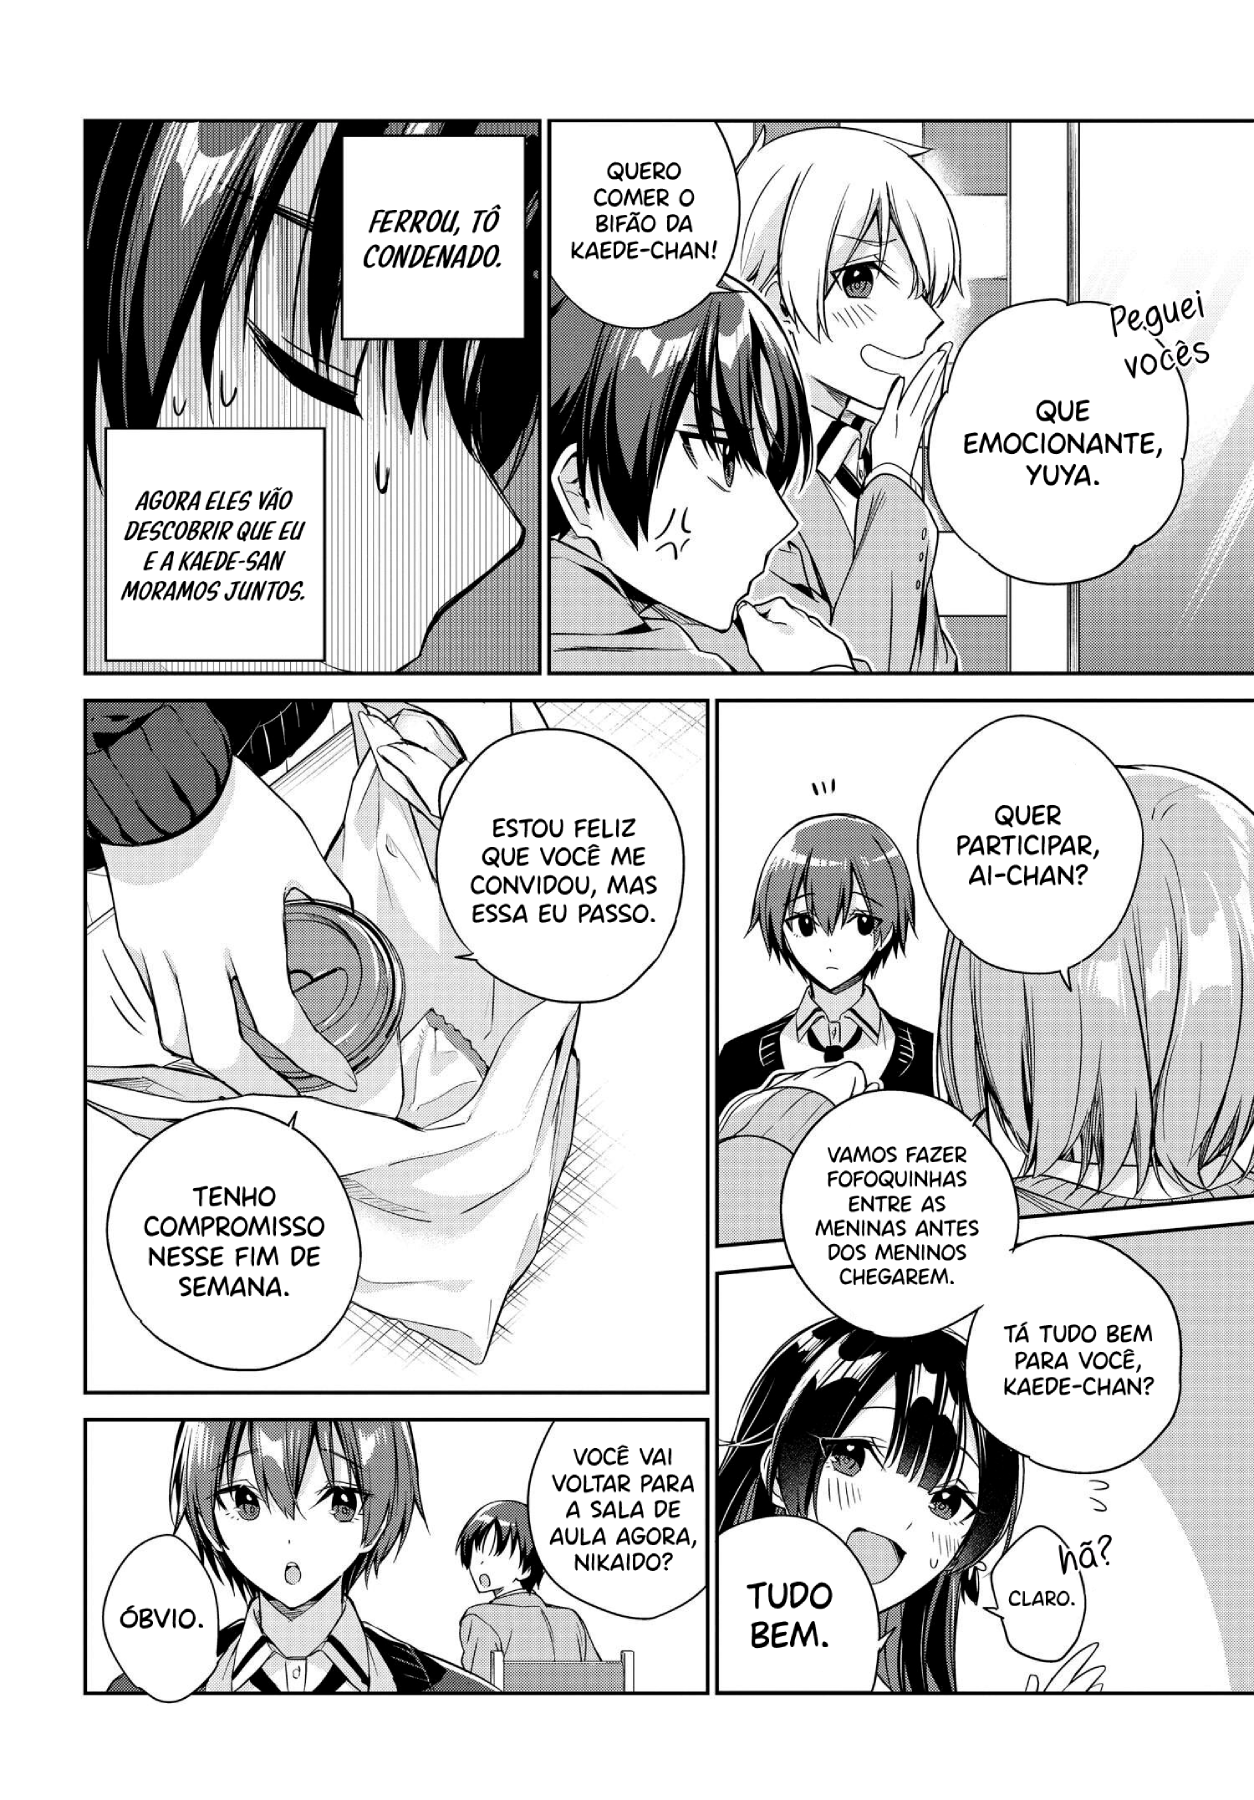 QUERO
COMER O
BIFÃO DA
KAEDE-CHAN!
Peguei
vocês
QUE
EMOCIONANTE,
YUYA.
FERROU, TÔ
CONDENADO.
AGORA ELES VÃO
DESCOBRIR QUE EU
E A KAEDE-SAN
MORAMOS JUNTOS.
QUER
PARTICIPAR,
AI-CHAN?
VAMOS FAZER
FOFOQUINHAS
ENTRE AS
MENINAS ANTES
DOS MENINOS
CHEGAREM.
TÁ TUDO BEM
PARA VOCÊ,
KAEDE-CHAN?
hã?
CLARO.
TUDO
BEM.
ESTOU FELIZ
QUE VOCÊ ME
CONVIDOU, MAS
ESSA EU PASSO.
TENHO
COMPROMISSO
NESSE FIM DE
SEMANA.
VOCÊ VAI
VOLTAR PARA
A SALA DE
AULA AGORA,
NIKAIDO?
ÓBVIO.